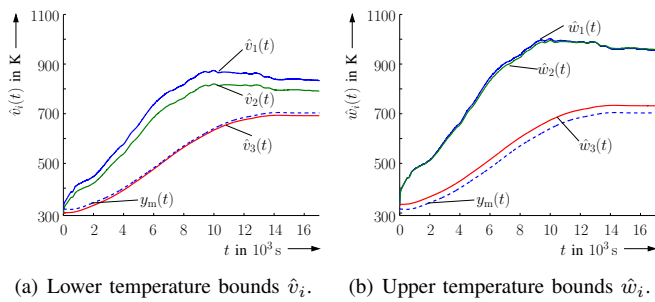 1100
900
700
500
300
v̂ᵢ(t) in K
v̂₁(t)
v̂₂(t)
v̂₃(t)
yₘ(t)
0 2 4 6 8 10 12 14 16
t in 10³ s
(a) Lower temperature bounds v̂ᵢ.
1100
900
700
500
300
ŵᵢ(t) in K
ŵ₁(t)
ŵ₂(t)
ŵ₃(t)
yₘ(t)
0 2 4 6 8 10 12 14 16
t in 10³ s
(b) Upper temperature bounds ŵᵢ.